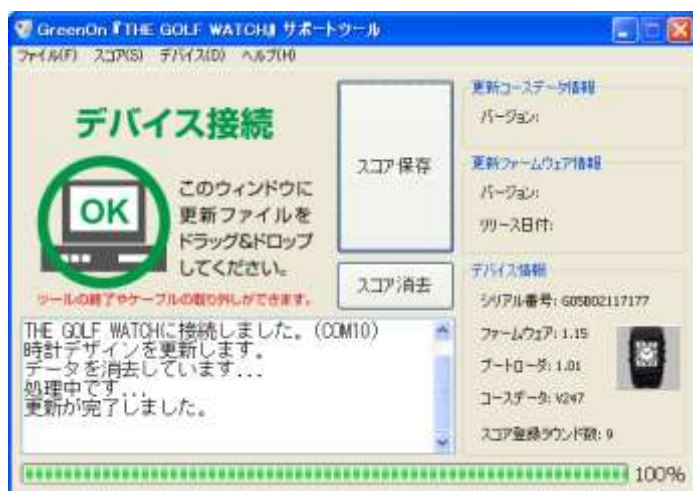 GreenOn『THE GOLF WATCH』サポートツール
ファイル(F) スコア(S) デバイス(D) ヘルプ(H)
デバイス接続
OK
このウィンドウに
更新ファイルを
ドラッグ&ドロップ
してください。
ツールの終了やケーブルの取り外しができます。
スコア保存
スコア消去
更新コースデータ情報
バージョン:
更新ファームウェア情報
バージョン:
リリース日付:
デバイス情報
シリアル番号: G05B02117177
ファームウェア: 1.15
ブートローダ: 1.01
コースデータ: V247
スコア登録ラウンド数: 9
THE GOLF WATCHに接続しました。(COM10)
時計デザインを更新します。
データを消去しています...
処理中です...
更新が完了しました。
100%